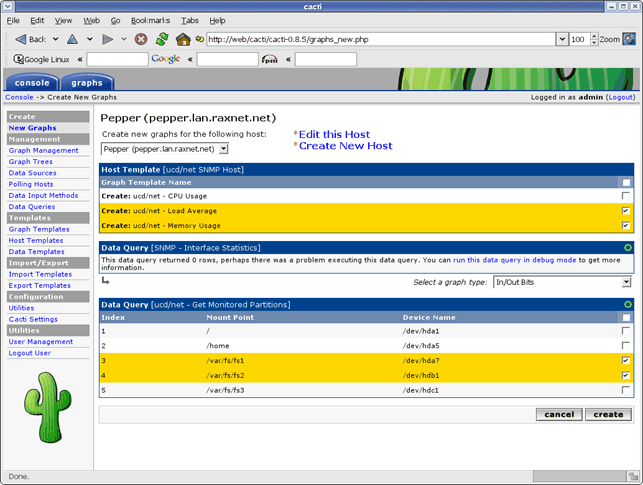 cacti
File Edit View Web Go Bookmarks Tabs Help
Back http://web/cacti/cacti-0.8.5/graphs_new.php 100 Zoom
Google Linux « Google « rpm «
console graphs
Console -> Create New Graphs Logged in as admin (Logout)
Create
New Graphs
Management
Graph Management
Graph Trees
Data Sources
Polling Hosts
Data Input Methods
Data Queries
Templates
Graph Templates
Host Templates
Data Templates
Import/Export
Import Templates
Export Templates
Configuration
Utilities
Cacti Settings
Utilities
User Management
Logout User
Pepper (pepper.lan.raxnet.net)
Create new graphs for the following host:
Pepper (pepper.lan.raxnet.net)
*Edit this Host
*Create New Host
Host Template [ucd/net SNMP Host]
Graph Template Name
Create: ucd/net - CPU Usage
Create: ucd/net - Load Average
Create: ucd/net - Memory Usage
Data Query [SNMP - Interface Statistics]
This data query returned 0 rows, perhaps there was a problem executing this data query. You can run this data query in debug mode to get more
information.
Select a graph type: In/Out Bits
Data Query [ucd/net - Get Monitored Partitions]
Index Mount Point Device Name
1 / /dev/hda1
2 /home /dev/hda5
3 /var/fs/fs1 /dev/hda7
4 /var/fs/fs2 /dev/hdb1
5 /var/fs/fs3 /dev/hdc1
cancel create
Done.